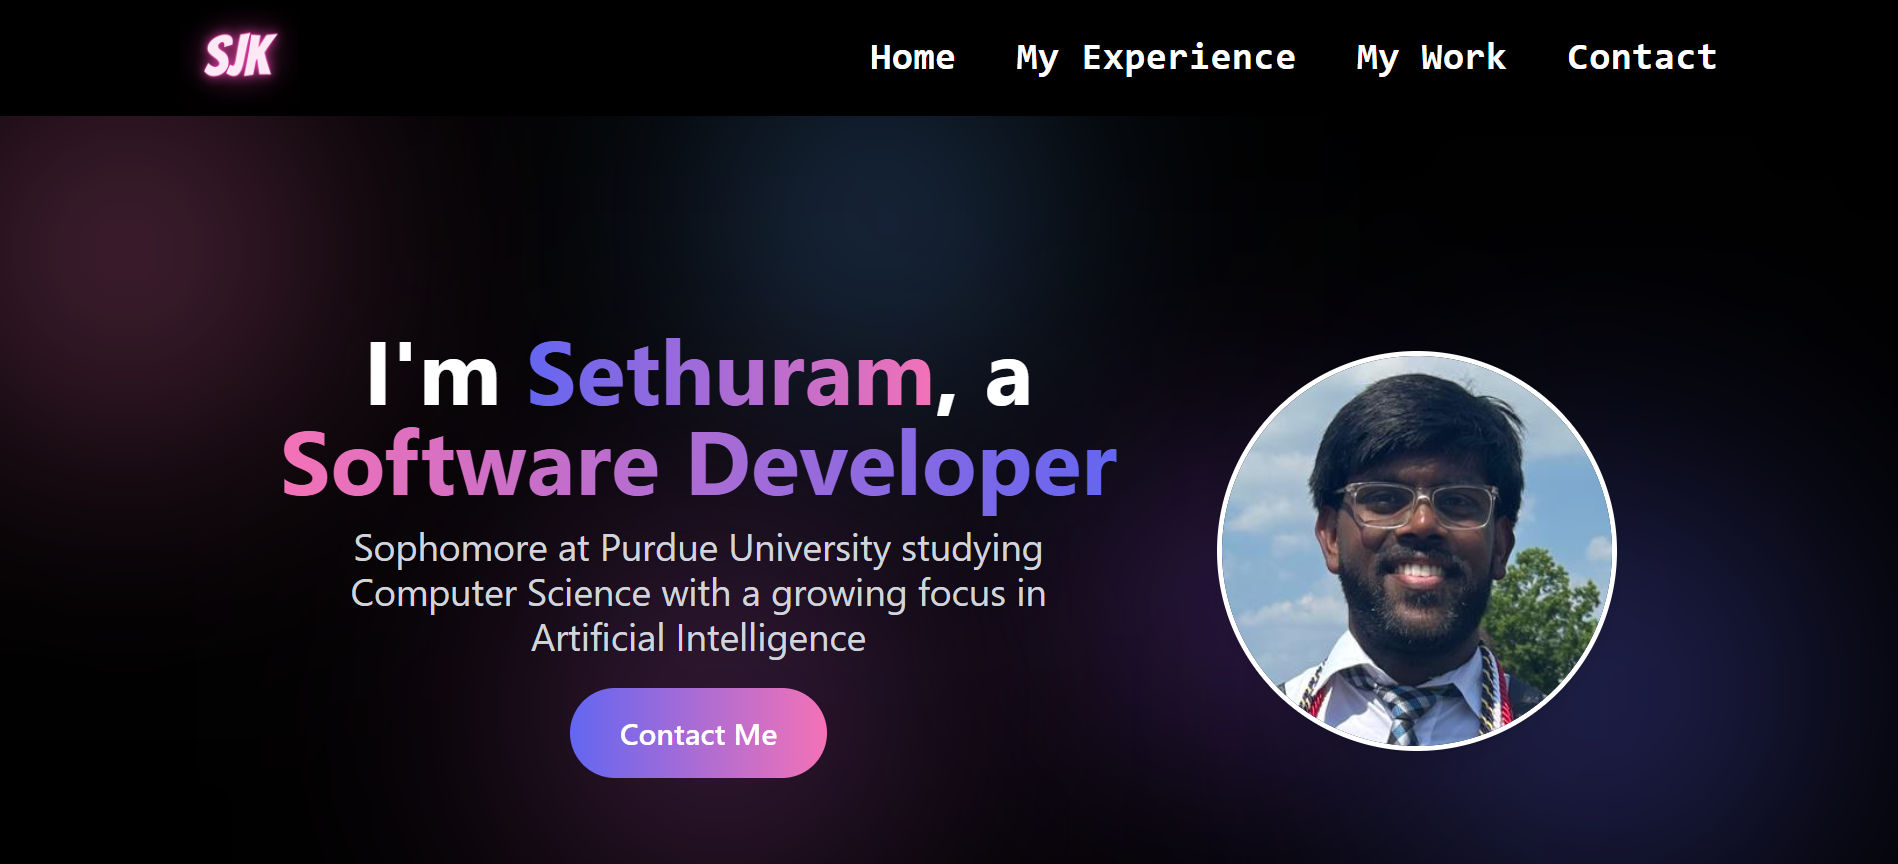 SJK
Home My Experience My Work Contact
I'm Sethuram, a
Software Developer
Sophomore at Purdue University studying
Computer Science with a growing focus in
Artificial Intelligence
Contact Me